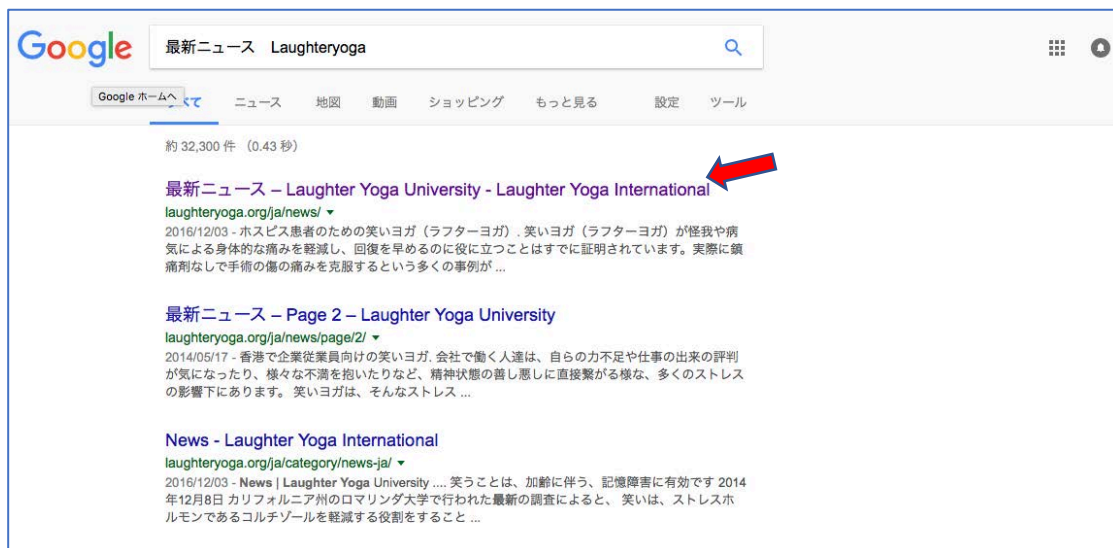 Google
最新ニュース　Laughteryoga
Google ホームへ
べて ニュース 地図 動画 ショッピング もっと見る 設定 ツール
約 32,300 件 （0.43 秒）
最新ニュース – Laughter Yoga University - Laughter Yoga International
laughteryoga.org/ja/news/
2016/12/03 - ホスピス患者のための笑いヨガ（ラフターヨガ）. 笑いヨガ（ラフターヨガ）が怪我や病
気による身体的な痛みを軽減し、回復を早めるのに役に立つことはすでに証明されています。実際に鎮
痛剤なしで手術の傷の痛みを克服するという多くの事例が ...
最新ニュース – Page 2 – Laughter Yoga University
laughteryoga.org/ja/news/page/2/
2014/05/17 - 香港で企業従業員向けの笑いヨガ. 会社で働く人達は、自らの力不足や仕事の出来の評判
が気になったり、様々な不満を抱いたりなど、精神状態の善し悪しに直接繋がる様な、多くのストレス
の影響下にあります。 笑いヨガは、そんなストレス ...
News - Laughter Yoga International
laughteryoga.org/ja/category/news-ja/
2016/12/03 - News | Laughter Yoga University .... 笑うことは、加齢に伴う、記憶障害に有効です 2014
年12月8日 カリフォルニア州のロマリンダ大学で行われた最新の調査によると、 笑いは、ストレスホ
ルモンであるコルチゾールを軽減する役割をすること ...